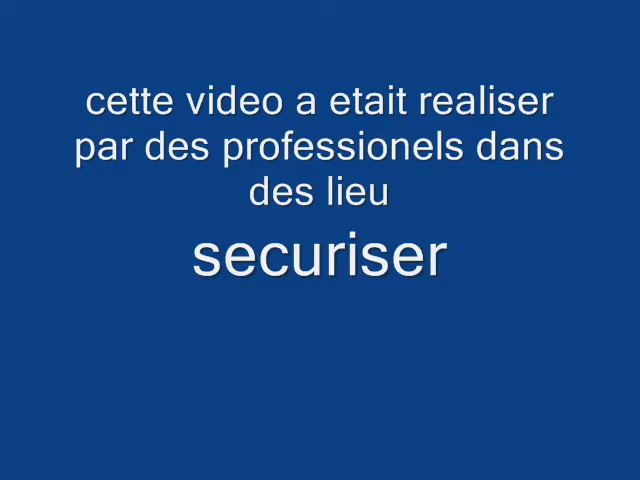 cette video a etait realiser
par des professionels dans
des lieu
securiser